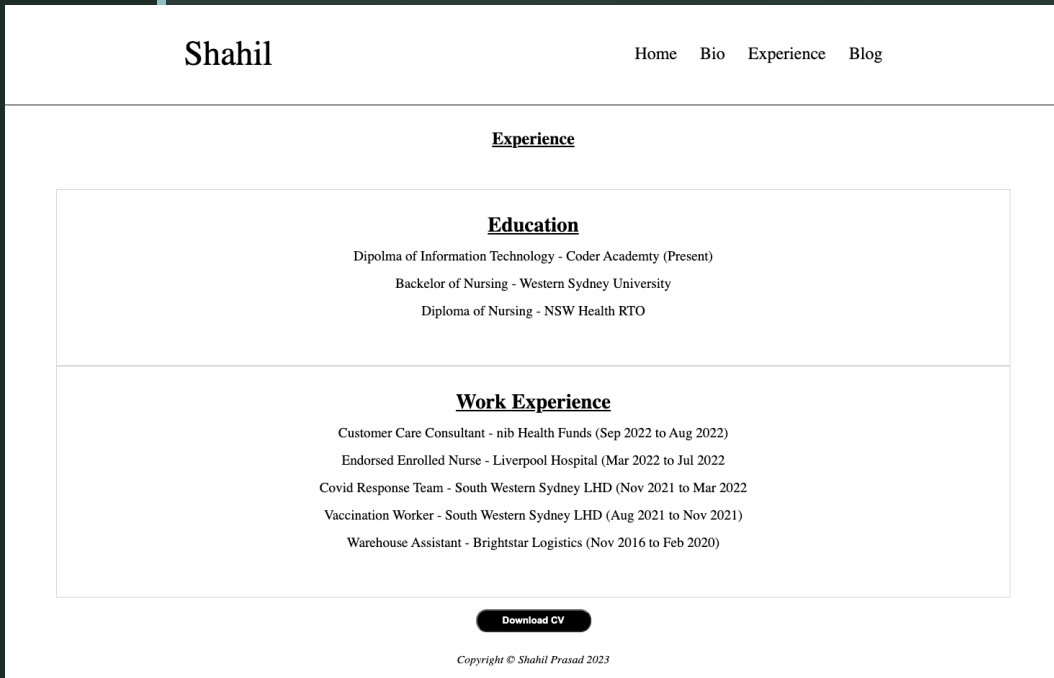 Shahil
Home Bio Experience Blog
Experience
Education
Dipolma of Information Technology - Coder Academty (Present)
Backelor of Nursing - Western Sydney University
Diploma of Nursing - NSW Health RTO
Work Experience
Customer Care Consultant - nib Health Funds (Sep 2022 to Aug 2022)
Endorsed Enrolled Nurse - Liverpool Hospital (Mar 2022 to Jul 2022
Covid Response Team - South Western Sydney LHD (Nov 2021 to Mar 2022
Vaccination Worker - South Western Sydney LHD (Aug 2021 to Nov 2021)
Warehouse Assistant - Brightstar Logistics (Nov 2016 to Feb 2020)
Download CV
Copyright © Shahil Prasad 2023